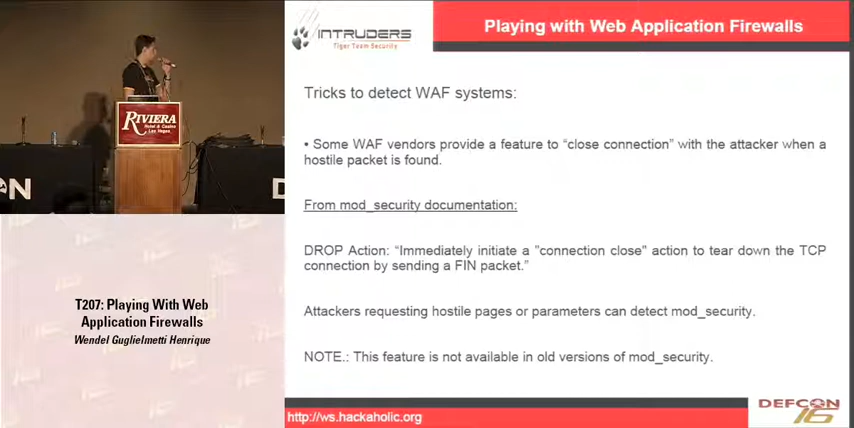 RIVIERA
Hotel & Casino
Las Vegas
T207: Playing With Web
Application Firewalls
Wendel Guglielmetti Henrique
INTRUDERS
Tiger Team Security
Playing with Web Application Firewalls
Tricks to detect WAF systems:
• Some WAF vendors provide a feature to “close connection” with the attacker when a
hostile packet is found.
From mod_security documentation:
DROP Action: “Immediately initiate a "connection close" action to tear down the TCP
connection by sending a FIN packet.”
Attackers requesting hostile pages or parameters can detect mod_security.
NOTE.: This feature is not available in old versions of mod_security.
http://ws.hackaholic.org
DEFCON
16